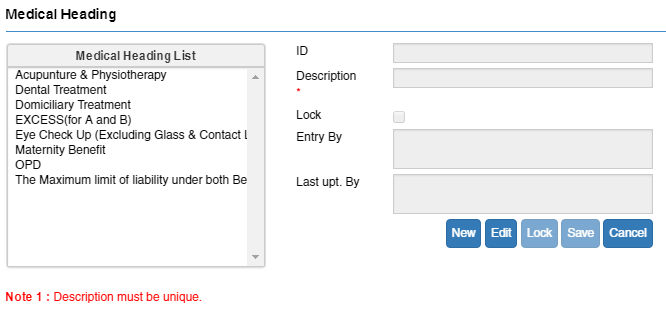 Medical Heading
Medical Heading List
Acupunture & Physiotherapy
Dental Treatment
Domiciliary Treatment
EXCESS(for A and B)
Eye Check Up (Excluding Glass & Contact L
Maternity Benefit
OPD
The Maximum limit of liability under both Be
ID
Description
*
Lock
Entry By
Last upt. By
New Edit Lock Save Cancel
Note 1 : Description must be unique.